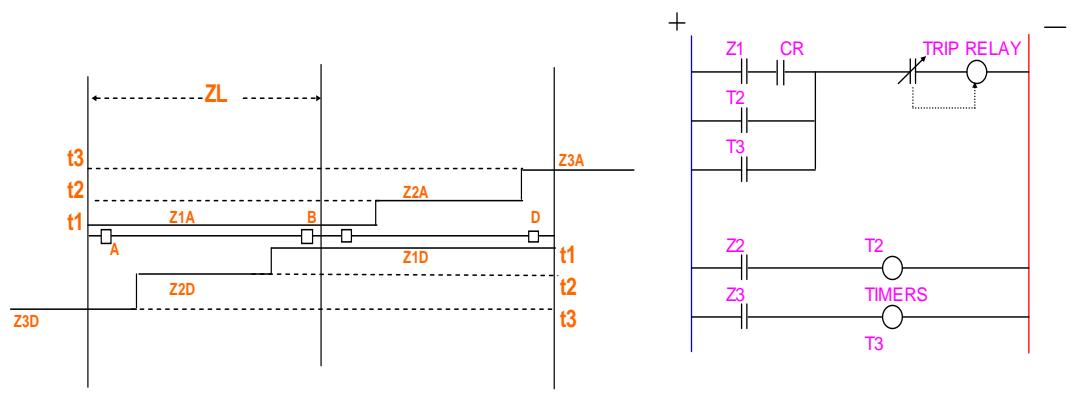 ZL
t3
Z3A
t2
Z2A
t1
Z1A
B
D
A
Z1D
t1
Z2D
t2
Z3D
t3
+
—
Z1 CR TRIP RELAY
T2
T3
Z2 T2
Z3 TIMERS
T3